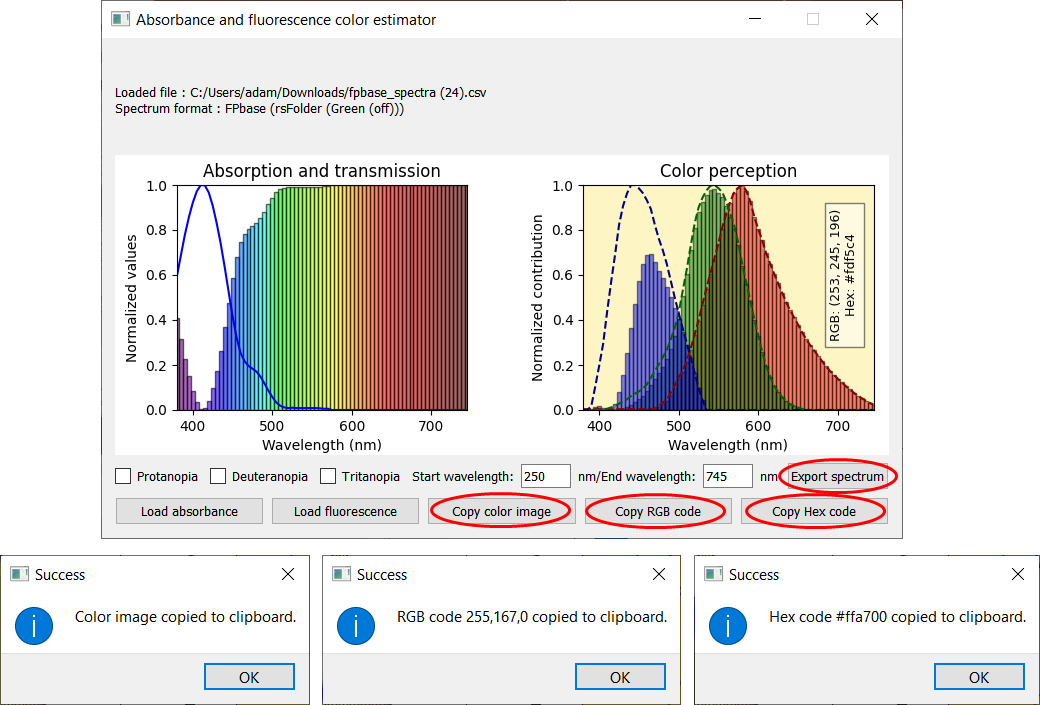 Absorbance and fluorescence color estimator
Loaded file : C:/Users/adam/Downloads/fpbase_spectra (24).csv
Spectrum format : FPbase (rsFolder (Green (off)))
Absorption and transmission
1.0
0.8
0.6
0.4
0.2
0.0
Normalized values
400
500
600
700
Wavelength (nm)
Color perception
1.0
0.8
0.6
0.4
0.2
0.0
Normalized contribution
400
500
600
700
Wavelength (nm)
RGB: (253, 245, 196)
Hex: #fdf5c4
Protanopia Deuteranopia Tritanopia Start wavelength: 250 nm/End wavelength: 745 nm Export spectrum
Load absorbance Load fluorescence Copy color image Copy RGB code Copy Hex code
Success
Color image copied to clipboard.
OK
Success
RGB code 255,167,0 copied to clipboard.
OK
Success
Hex code #ffa700 copied to clipboard.
OK